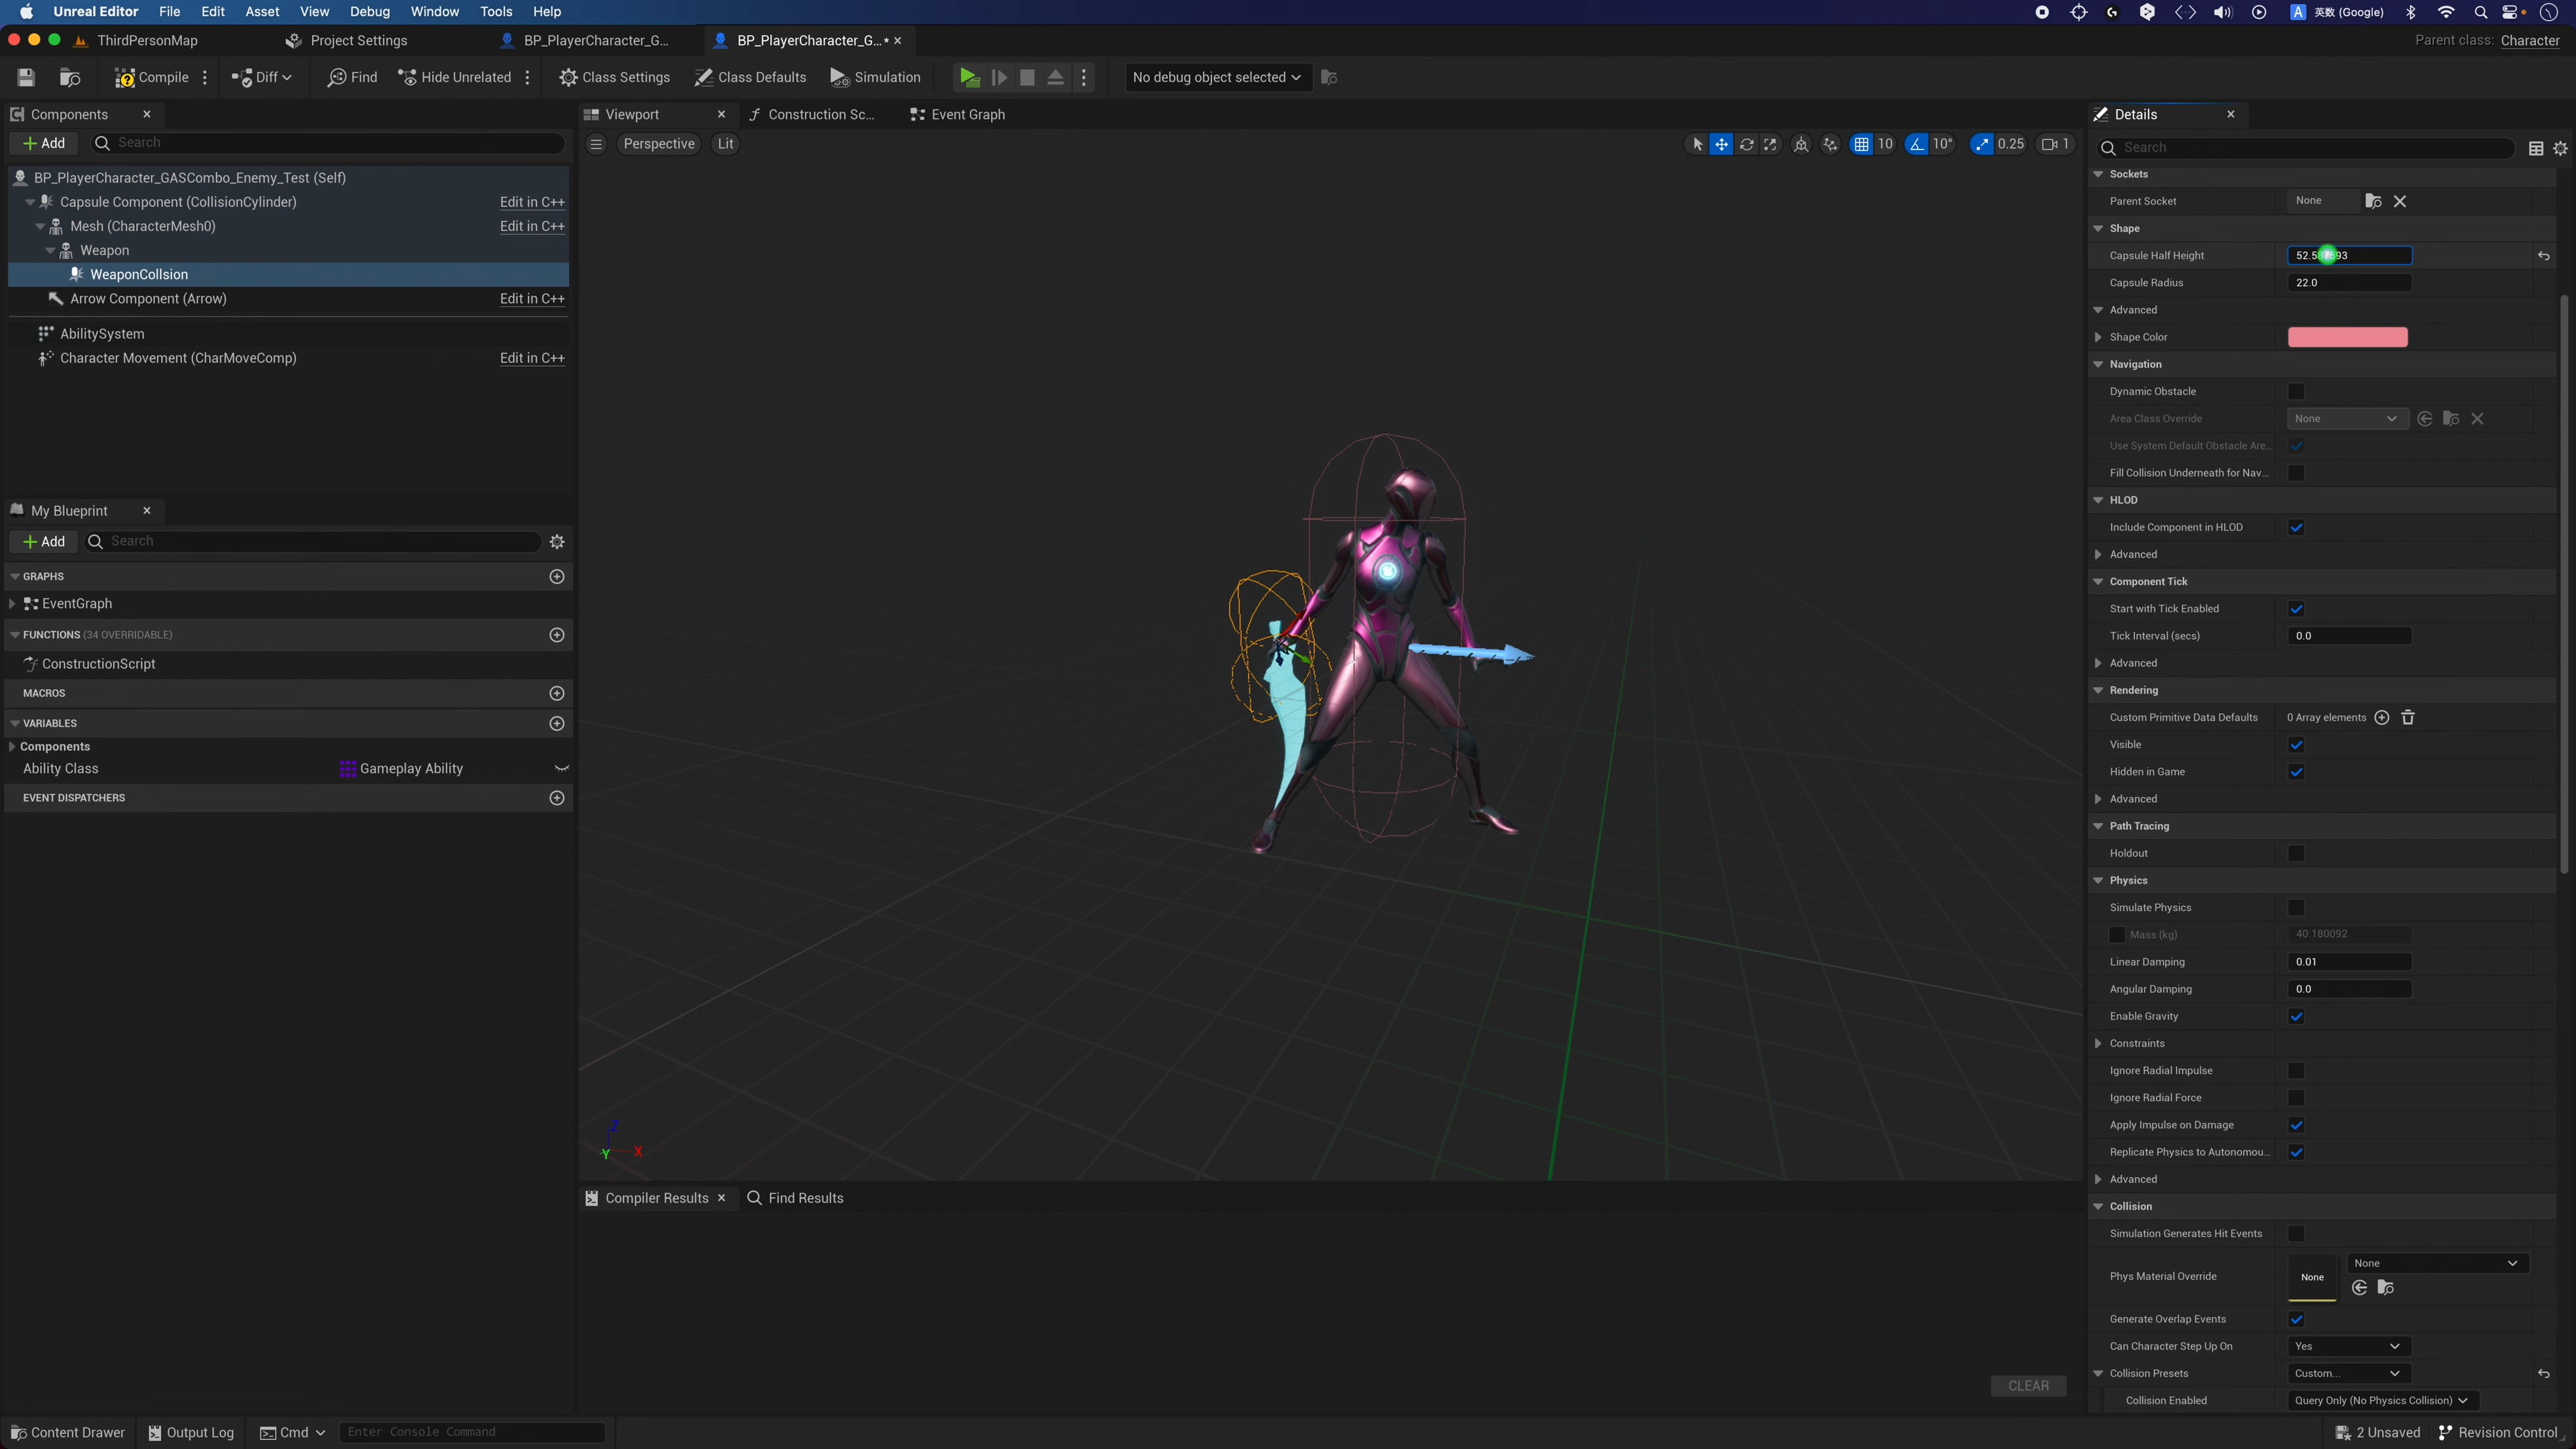 Unreal Editor File Edit Asset View Debug Window Tools Help A 英数 (Google)
ThirdPersonMap Project Settings BP_PlayerCharacter_G... BP_PlayerCharacter_G...• Parent class: Character
Compile Diff Find Hide Unrelated Class Settings Class Defaults Simulation No debug object selected
Components
Add Search
BP_PlayerCharacter_GASCombo_Enemy_Test (Self)
Capsule Component (CollisionCylinder) Edit in C++
Mesh (CharacterMesh0) Edit in C++
Weapon
WeaponCollsion
Arrow Component (Arrow) Edit in C++
AbilitySystem
Character Movement (CharMoveComp) Edit in C++
My Blueprint
Add Search
GRAPHS
EventGraph
FUNCTIONS (34 OVERRIDABLE)
ConstructionScript
MACROS
VARIABLES
Components
Ability Class Gameplay Ability
EVENT DISPATCHERS
Viewport Construction Sc... Event Graph
Perspective Lit 10 10° 0.25 1
Z
Y X
Compiler Results Find Results
CLEAR
Details
Search
Sockets
Parent Socket None
Shape
Capsule Half Height
Capsule Radius 22.0
Advanced
Shape Color
Navigation
Dynamic Obstacle
Area Class Override None
Use System Default Obstacle Are...
Fill Collision Underneath for Nav...
HLOD
Include Component in HLOD
Advanced
Component Tick
Start with Tick Enabled
Tick Interval (secs) 0.0
Advanced
Rendering
Custom Primitive Data Defaults 0 Array elements
Visible
Hidden in Game
Advanced
Path Tracing
Holdout
Physics
Simulate Physics
Mass (kg) 40.180092
Linear Damping 0.01
Angular Damping 0.0
Enable Gravity
Constraints
Ignore Radial Impulse
Ignore Radial Force
Apply Impulse on Damage
Replicate Physics to Autonomou...
Advanced
Collision
Simulation Generates Hit Events
Phys Material Override None None
Generate Overlap Events
Can Character Step Up On Yes
Collision Presets Custom...
Collision Enabled Query Only (No Physics Collision)
Content Drawer Output Log Cmd Enter Console Command 2 Unsaved Revision Control